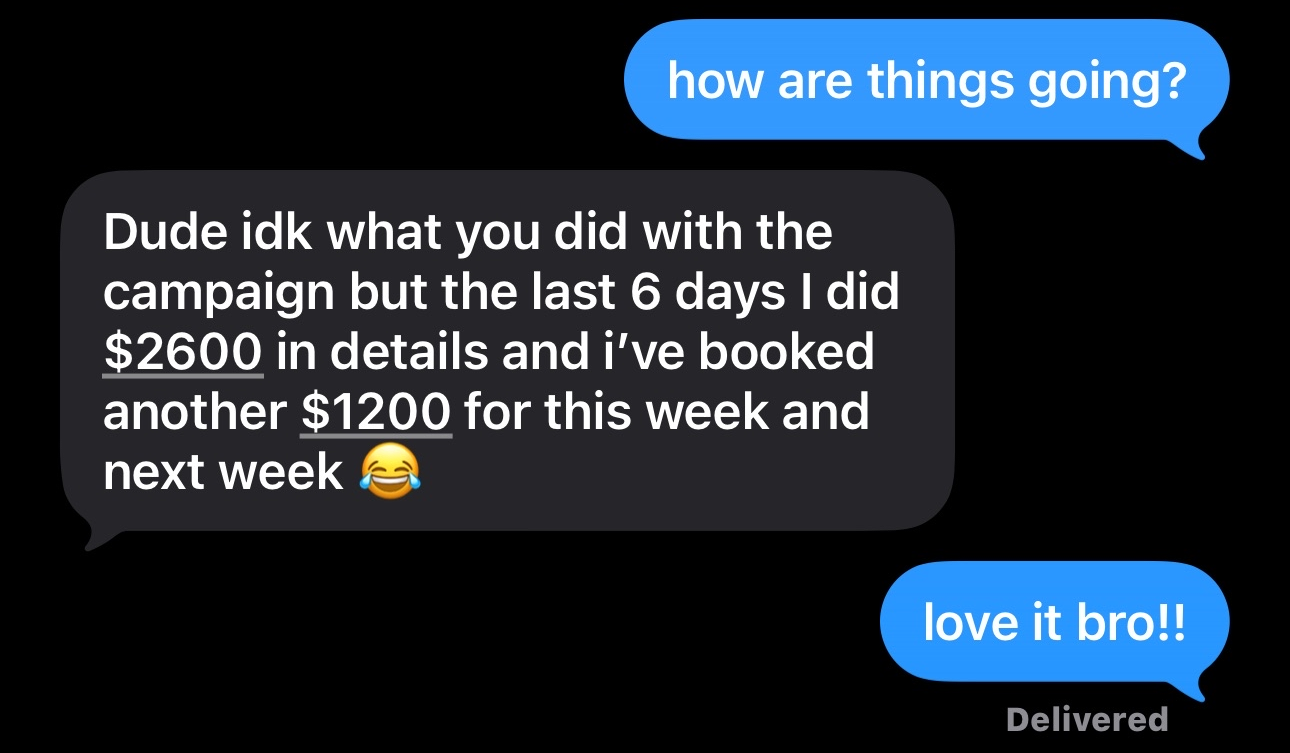 how are things going?
Dude idk what you did with the
campaign but the last 6 days I did
$2600 in details and i’ve booked
another $1200 for this week and
next week 😂
love it bro!!
Delivered